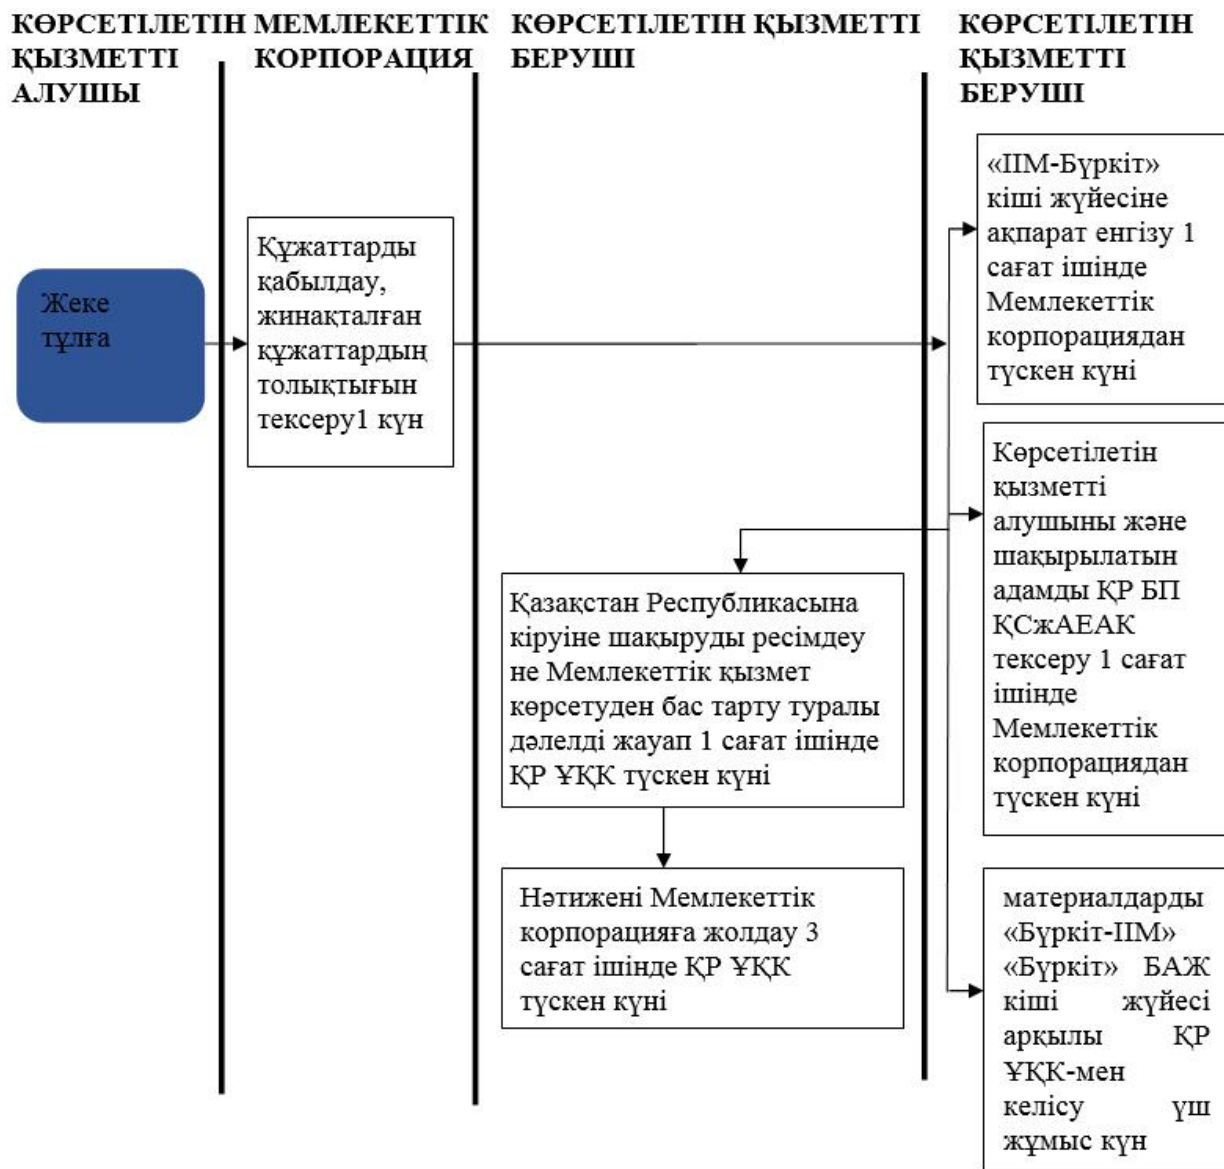 КӨРСЕТІЛЕТІН
ҚЫЗМЕТТІ
АЛУШЫ
МЕМЛЕКЕТТІК
КОРПОРАЦИЯ
КӨРСЕТІЛЕТІН ҚЫЗМЕТТІ
БЕРУШІ
КӨРСЕТІЛЕТІН
ҚЫЗМЕТТІ
БЕРУШІ
Жеке
тұлға
Құжаттарды
қабылдау,
жинақталған
құжаттардың
толықтығын
тексеру1 күн
«ІІМ-Бүркіт»
кіші жүйесіне
ақпарат енгізу 1
сағат ішінде
Мемлекеттік
корпорациядан
түскен күні
Көрсетілетін
қызметті
алушыны және
шақырылатын
адамды ҚР БП
ҚСжАЕАК
тексеру 1 сағат
ішінде
Мемлекеттік
корпорациядан
түскен күні
Қазақстан Республикасына
кіруіне шақыруды ресімдеу
не Мемлекеттік қызмет
көрсетуден бас тарту туралы
дәлелді жауап 1 сағат ішінде
ҚР ҰҚК түскен күні
Нәтижені Мемлекеттік
корпорацияға жолдау 3
сағат ішінде ҚР ҰҚК
түскен күні
материалдарды
«Бүркіт-ІІМ»
«Бүркіт» БАЖ
кіші жүйесі
арқылы ҚР
ҰҚК-мен
келісу үш
жұмыс күн